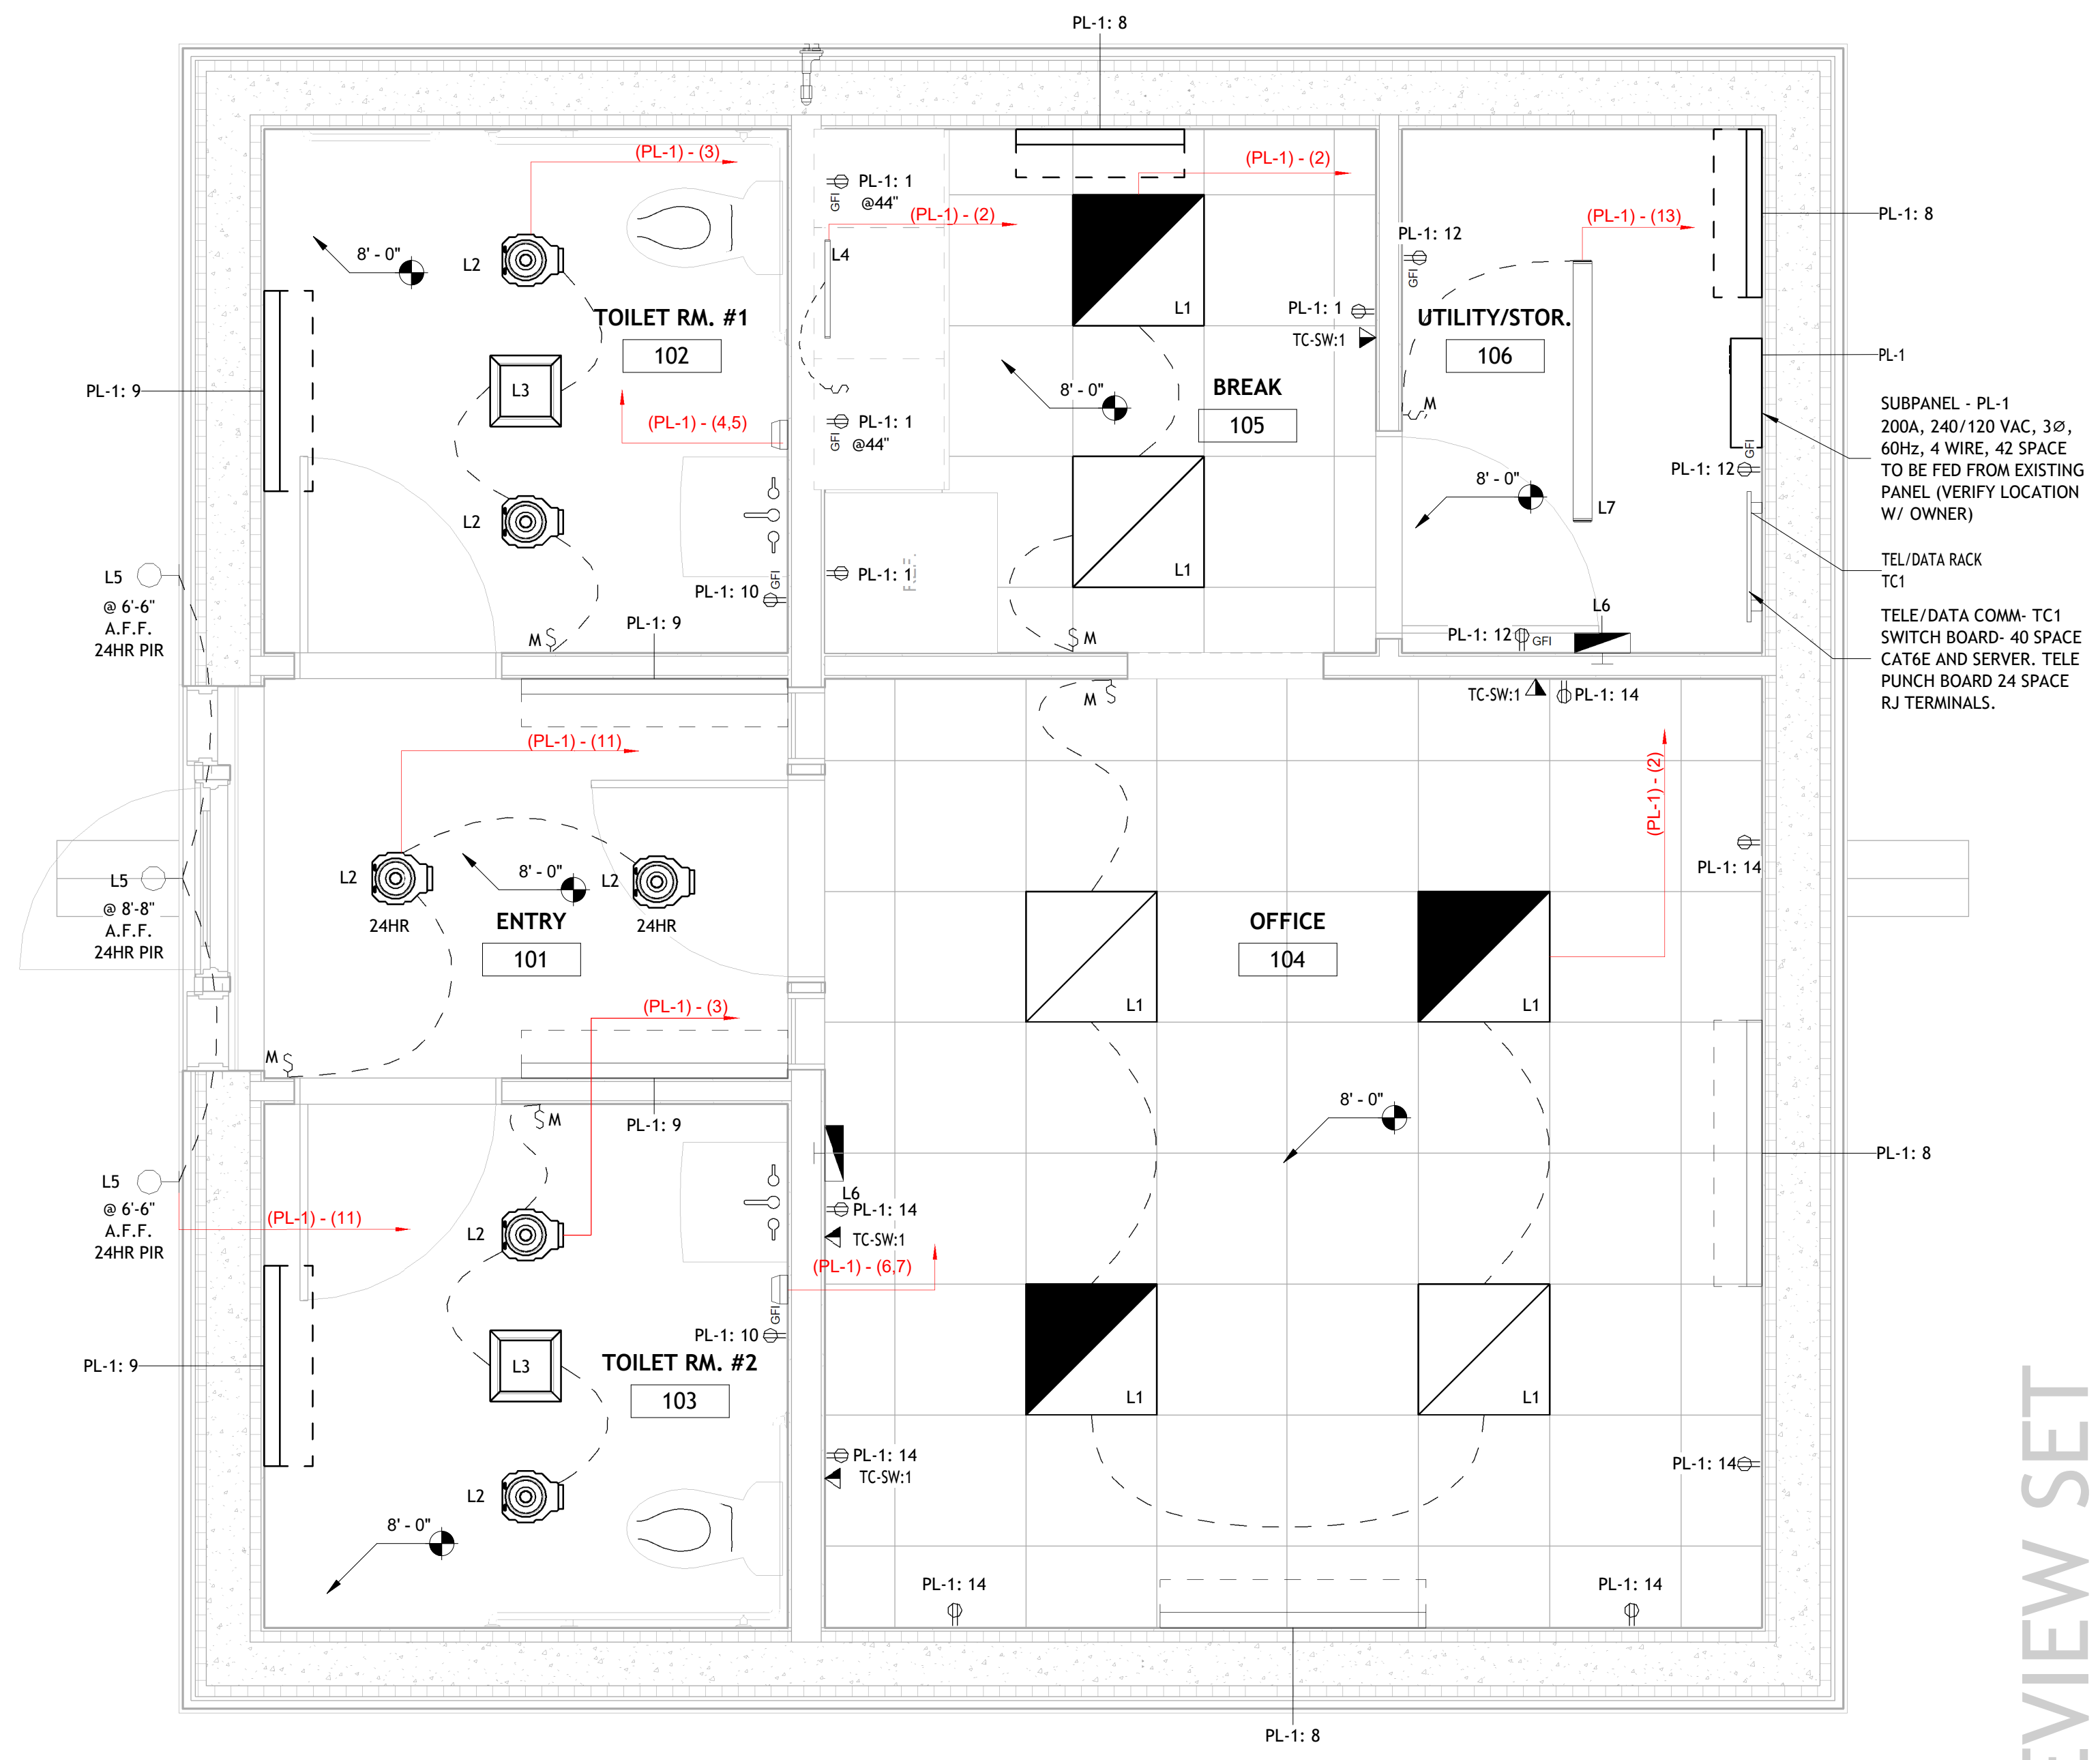 PL-1: 8
(PL-1) - (3)
PL-1: 1
@44"
GFI
(PL-1) - (2)
(PL-1) - (2)
(PL-1) - (13)
PL-1: 8
PL-1: 12
GFI
8' - 0"
L2
L4
L1
PL-1: 1
TC-SW:1
TOILET RM. #1
102
UTILITY/STOR.
106
PL-1
PL-1: 9
L3
(PL-1) - (4,5)
PL-1: 1
@44"
GFI
8' - 0"
BREAK
105
M
SUBPANEL - PL-1
200A, 240/120 VAC, 3Ø,
60Hz, 4 WIRE, 42 SPACE
TO BE FED FROM EXISTING
PANEL (VERIFY LOCATION
W/ OWNER)
GFI
PL-1: 12
8' - 0"
L7
L2
L1
PL-1: 1
TEL/DATA RACK
TC1
L5
@ 6'-6"
A.F.F.
24HR PIR
PL-1: 10
GFI
M
PL-1: 9
M
PL-1: 12
GFI
L6
TELE/DATA COMM- TC1
SWITCH BOARD- 40 SPACE
CAT6E AND SERVER. TELE
PUNCH BOARD 24 SPACE
RJ TERMINALS.
M
TC-SW:1
PL-1: 14
(PL-1) - (11)
(PL-1) - (2)
PL-1: 14
L5
@ 8'-8"
A.F.F.
24HR PIR
L2
24HR
8' - 0"
L2
24HR
ENTRY
101
OFFICE
104
L1
L1
(PL-1) - (3)
M
M
PL-1: 9
8' - 0"
PL-1: 8
L5
@ 6'-6"
A.F.F.
24HR PIR
(PL-1) - (11)
L2
L6
PL-1: 14
TC-SW:1
(PL-1) - (6,7)
GFI
PL-1: 10
PL-1: 9
L3
TOILET RM. #2
103
L1
L1
PL-1: 14
TC-SW:1
PL-1: 14
L2
8' - 0"
PL-1: 14
PL-1: 14
PL-1: 8
VIEW SET